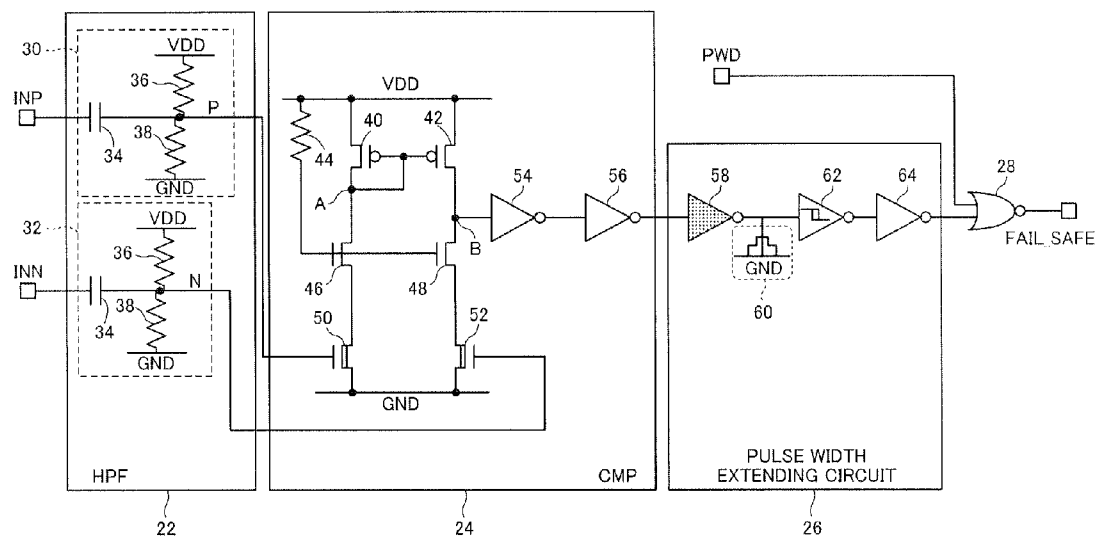 30
VDD
36
P
INP
38
34
GND
32
VDD
36
N
INN
38
34
GND
HPF
22
VDD
40
42
44
A
B
54
56
46
48
50
52
GND
CMP
24
PWD
58
62
64
28
FAIL_SAFE
GND
60
PULSE WIDTH
EXTENDING CIRCUIT
26